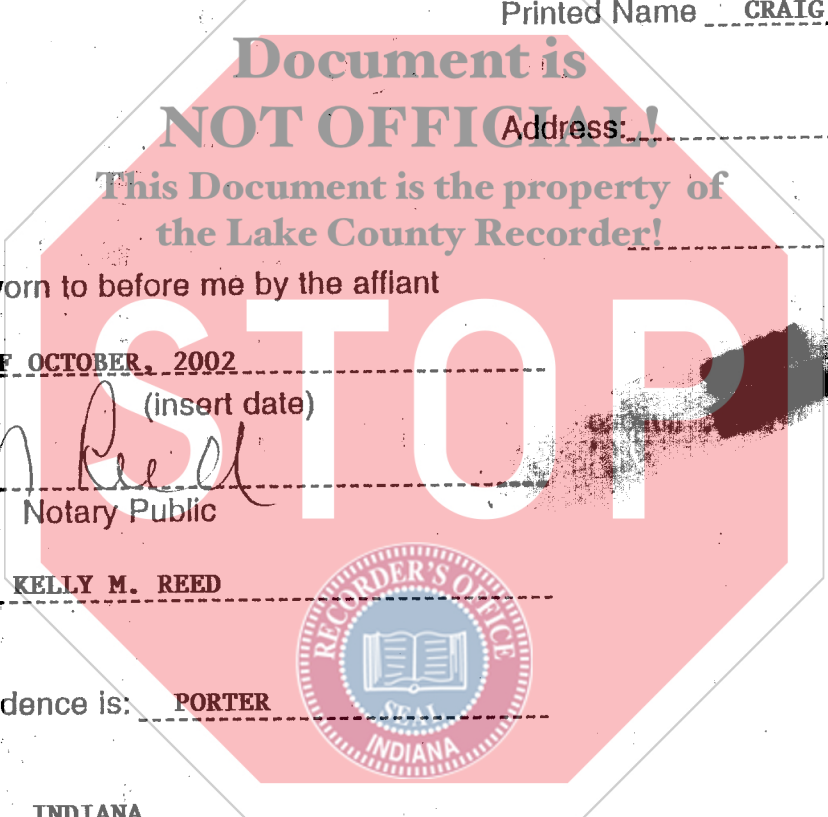 Printed Name CRAIG
Document is
NOT OFFICIAL!
Address:
This Document is the property of
the Lake County Recorder!
orn to before me by the affiant
F OCTOBER, 2002
(insert date)
STOP
Reed
Notary Public
KELLY M. REED
RECORDER'S OFFICE
SEAL
INDIANA
dence is: PORTER
INDIANA